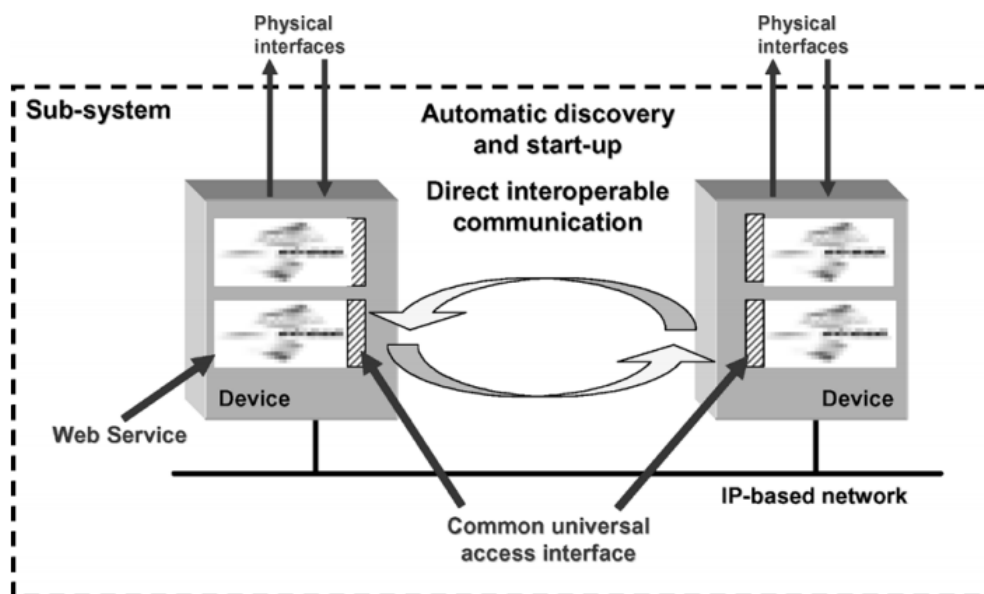 Physical
interfaces
Physical
interfaces
Sub-system
Automatic discovery
and start-up
Direct interoperable
communication
Device
Device
Web Service
IP-based network
Common universal
access interface